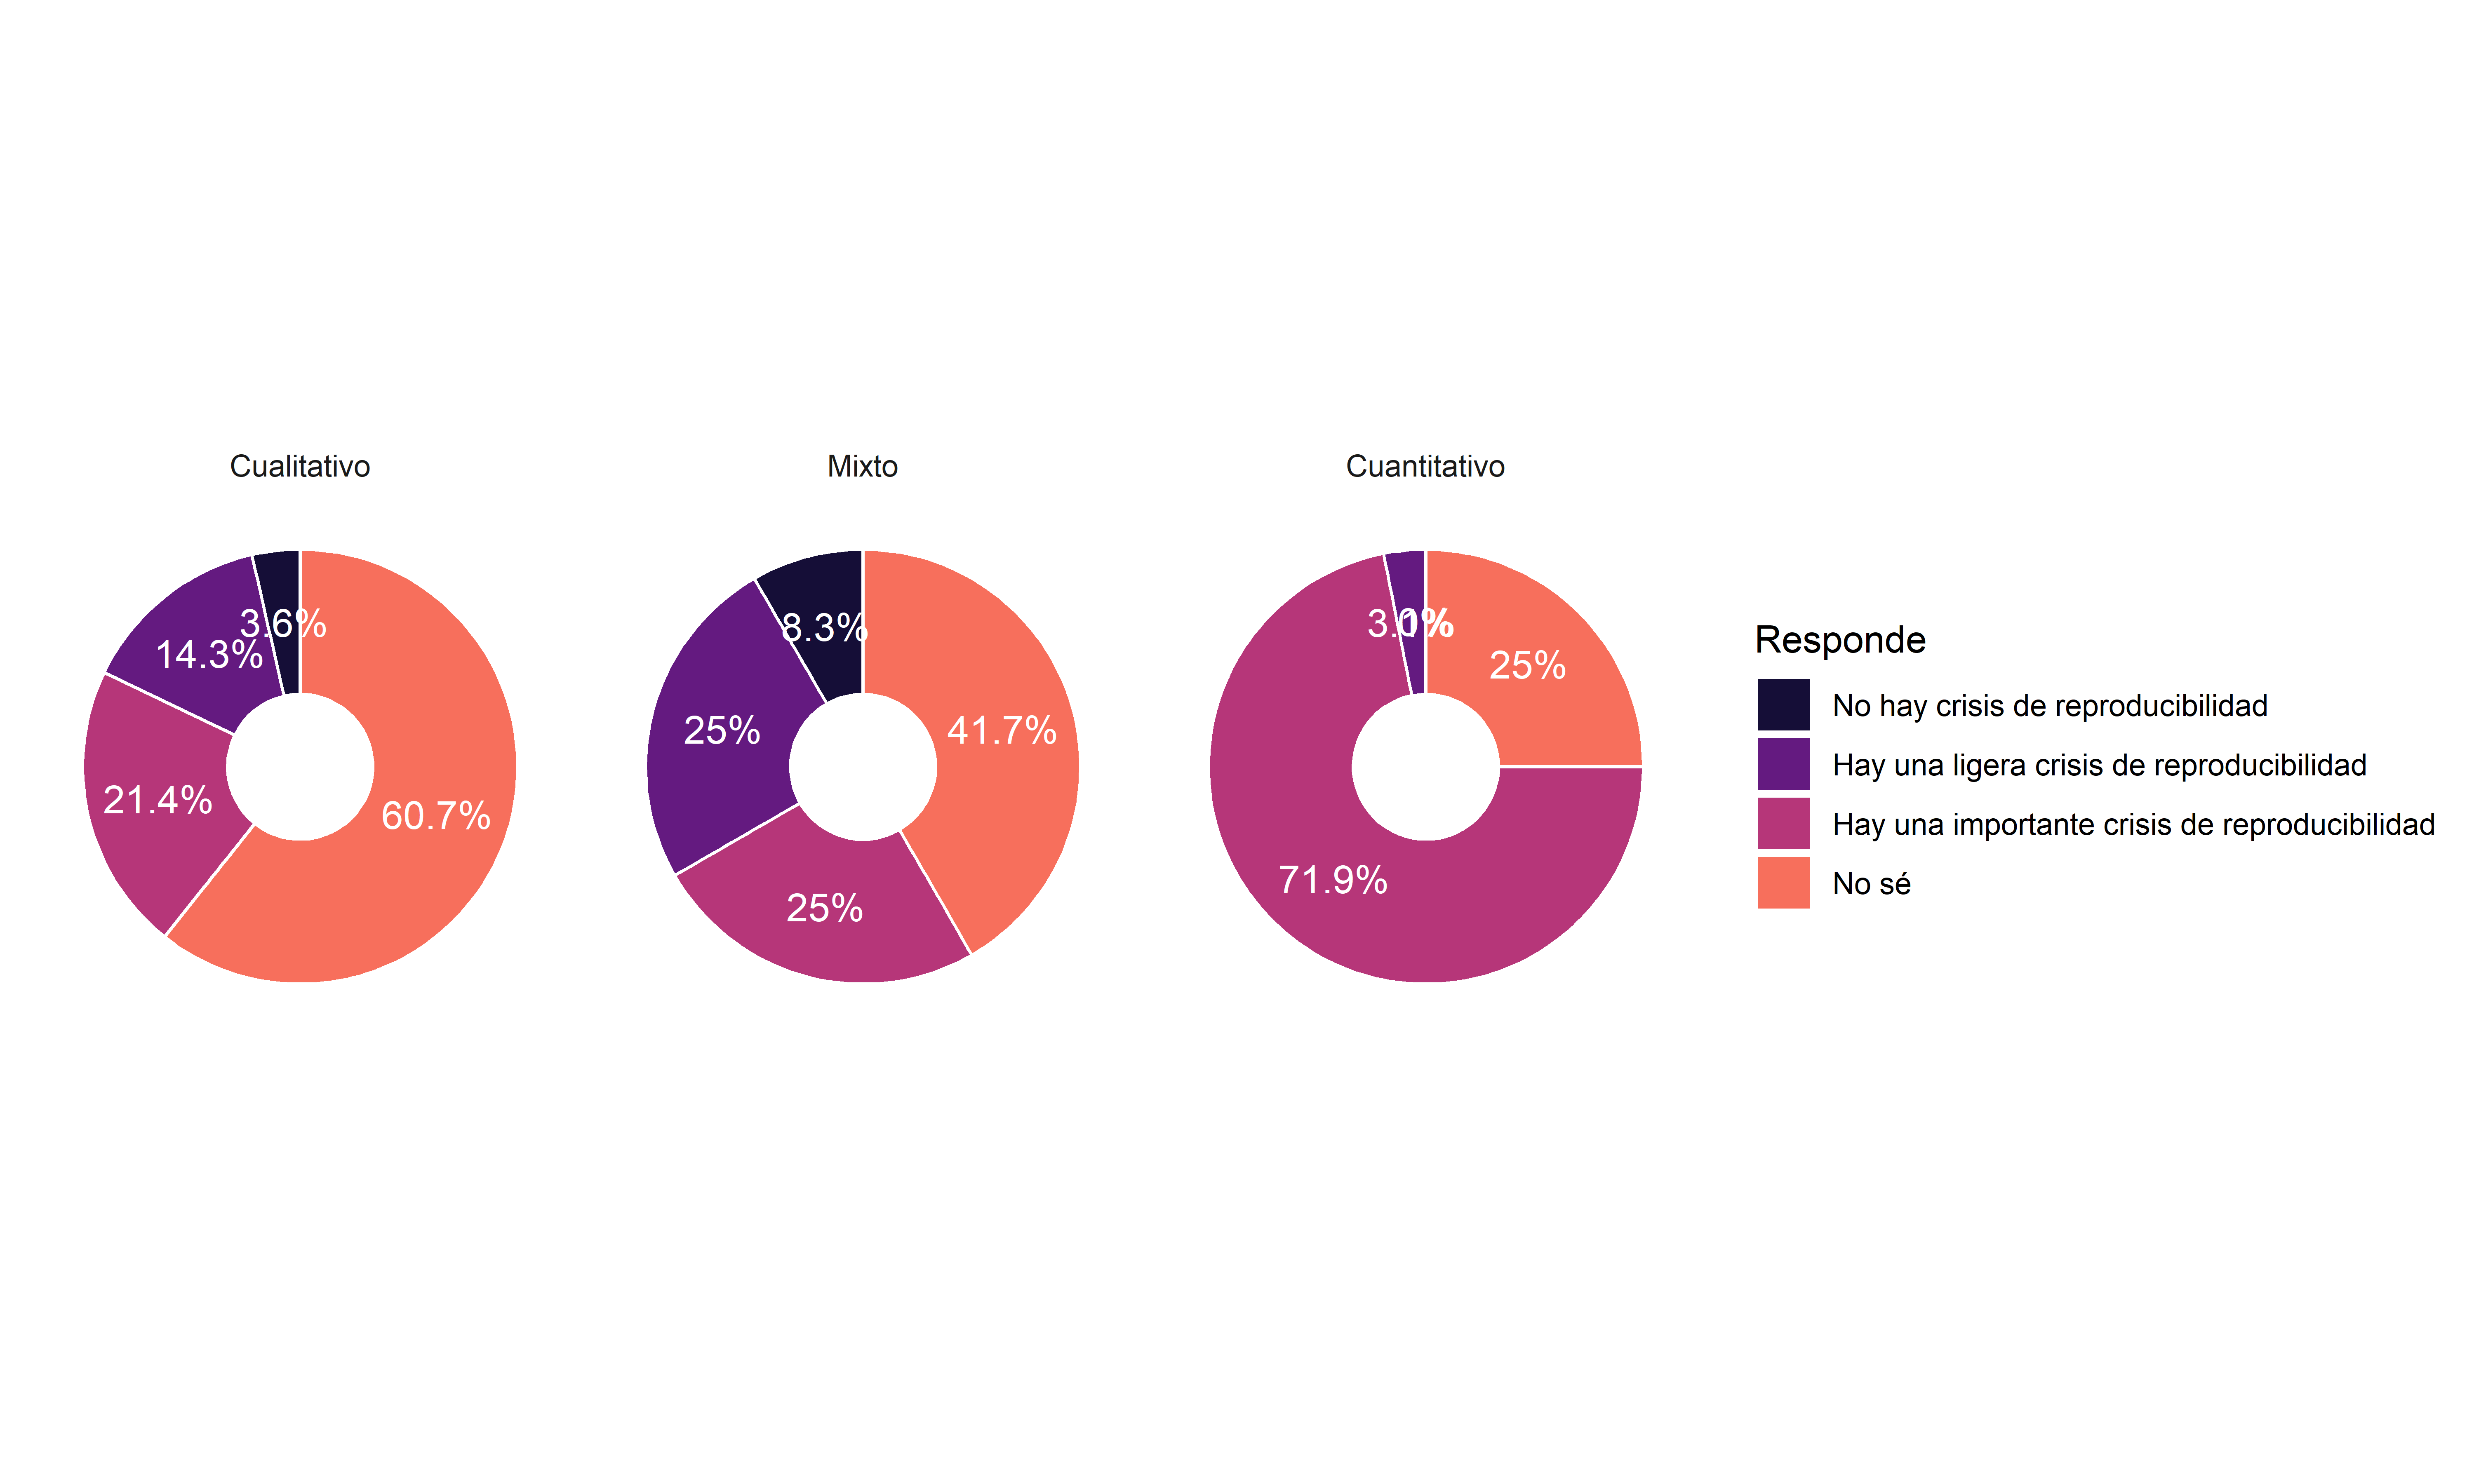 Cualitativo
Mixto
Cuantitativo
3.6%
14.3%
21.4%
60.7%
8.3%
25%
41.7%
25%
25%
71.9%
Responde
No hay crisis de reproducibilidad
Hay una ligera crisis de reproducibilidad
Hay una importante crisis de reproducibilidad
No sé